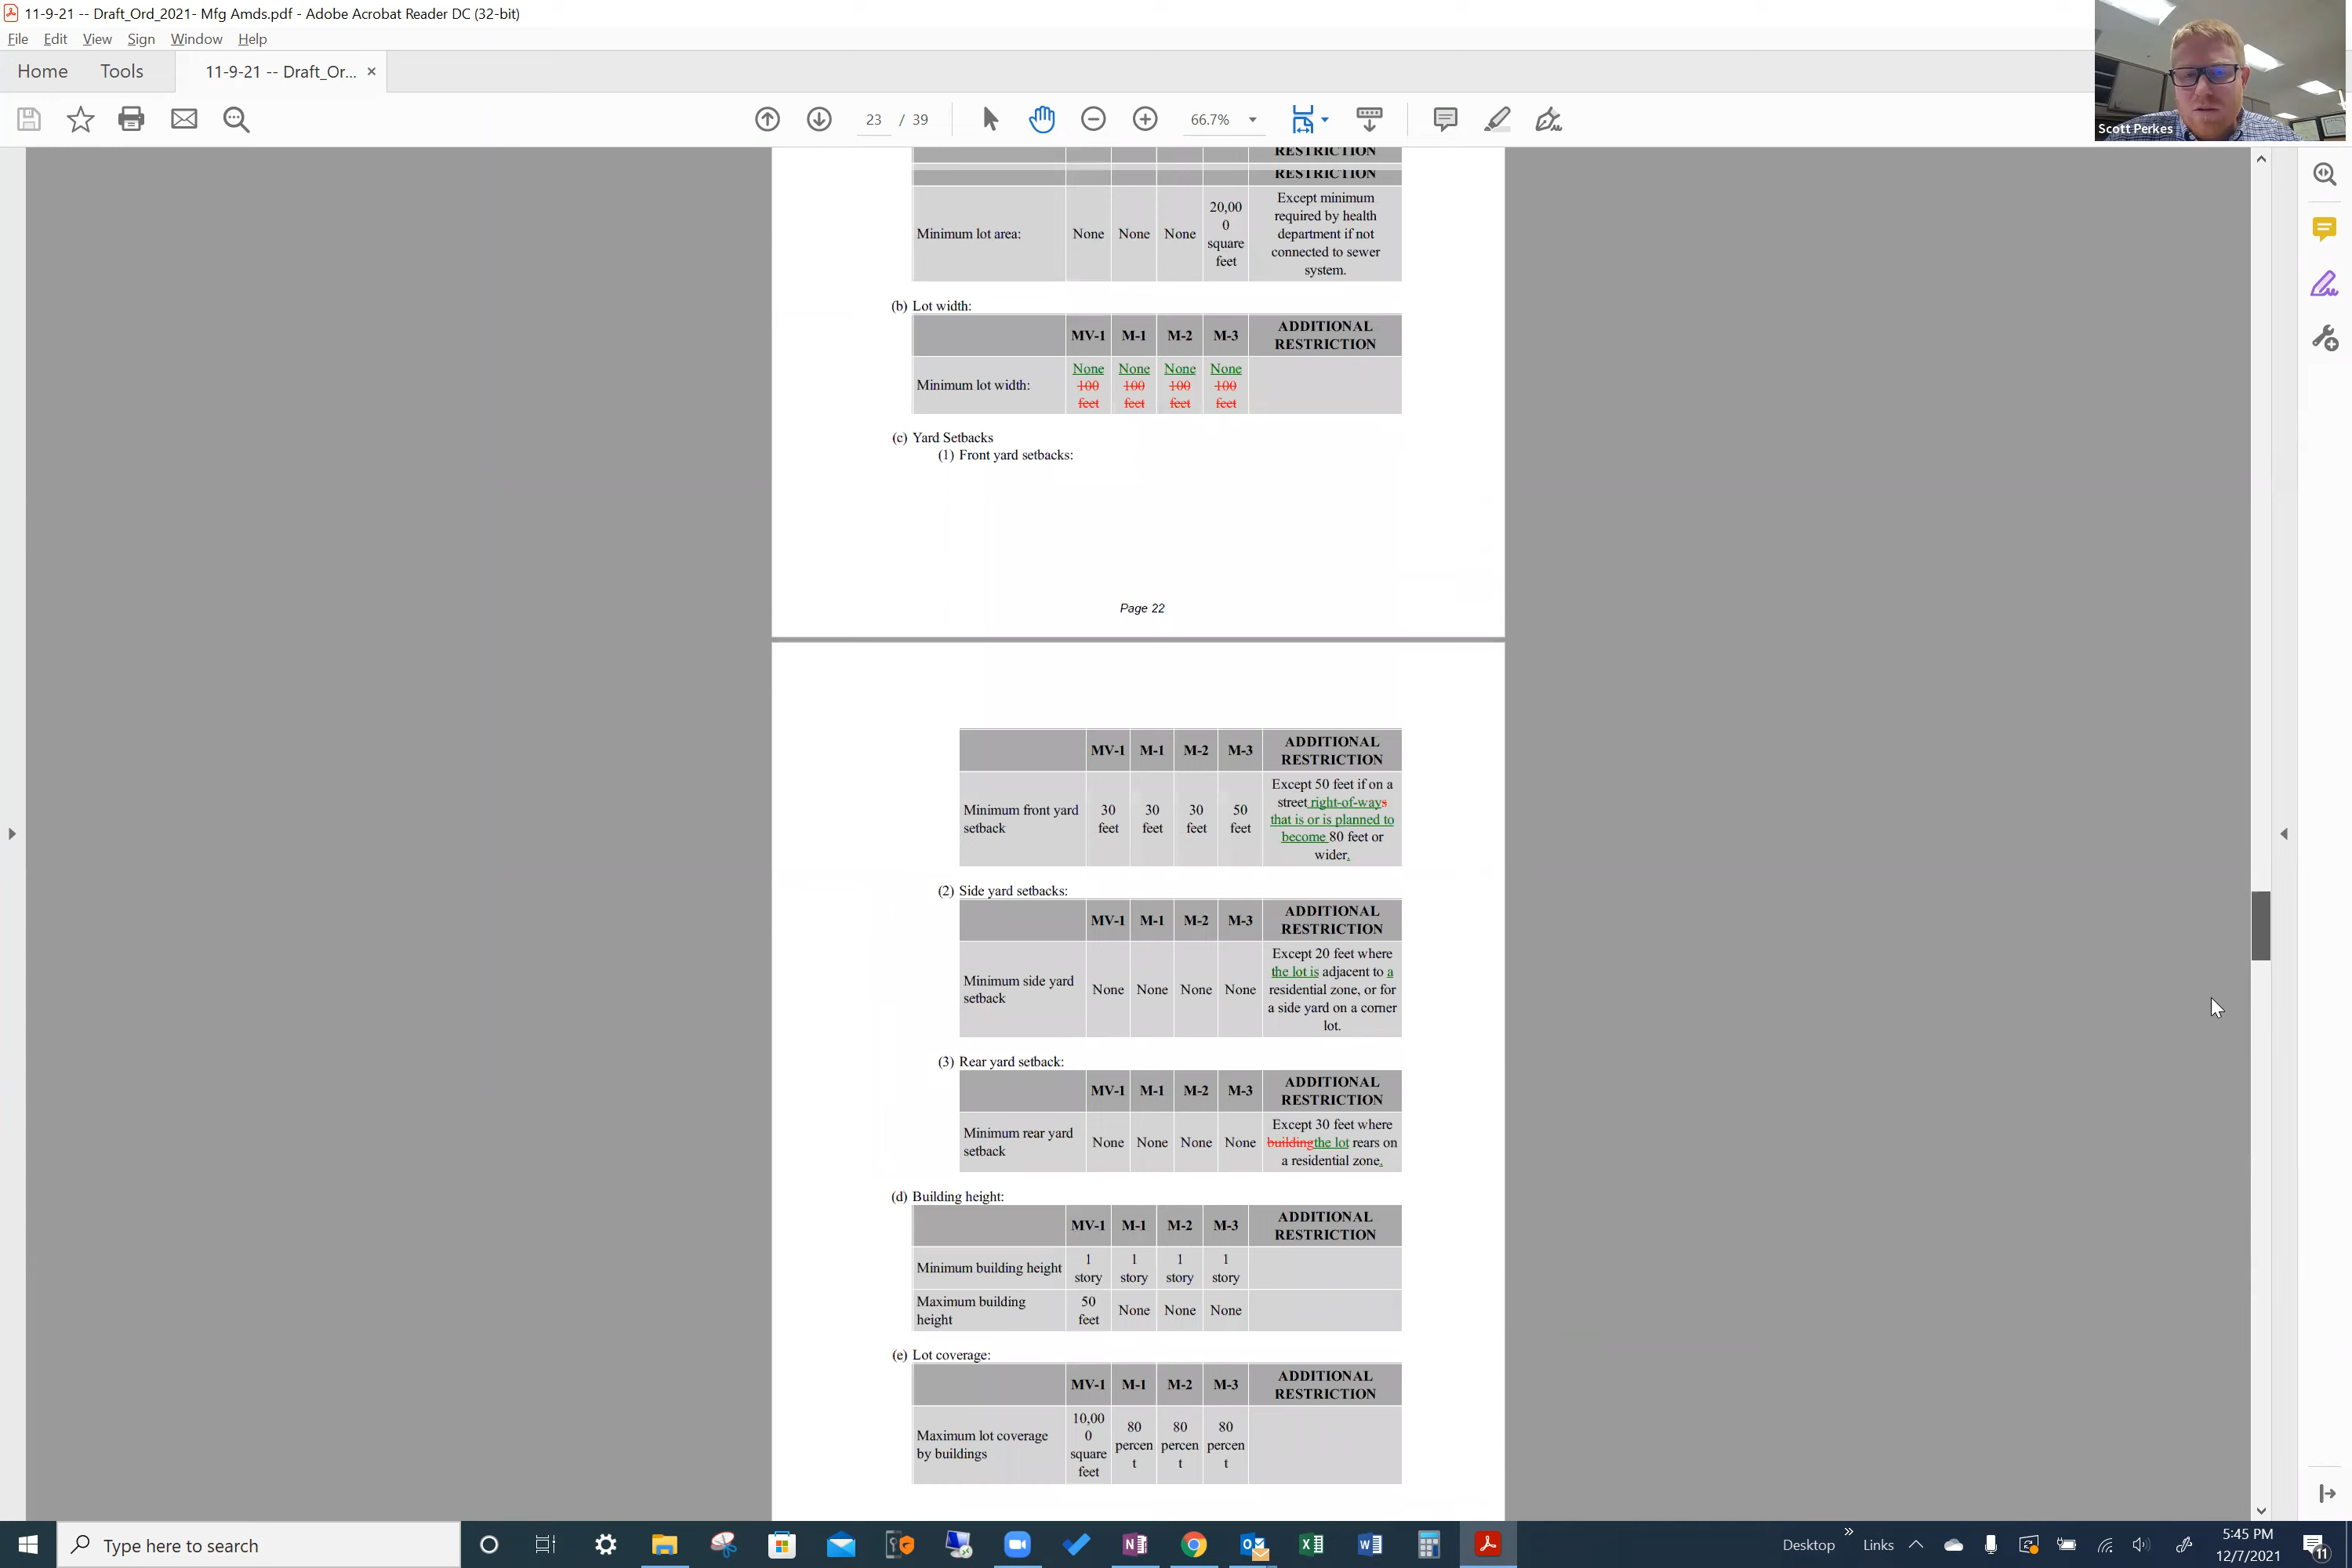 11-9-21 -- Draft_Ord_2021- Mfg Amds.pdf - Adobe Acrobat Reader DC (32-bit)
File Edit View Sign Window Help
Home Tools 11-9-21 -- Draft_Or... ×
23 / 39 66.7%
Scott Perkes
RESTRICTION
RESTRICTION
Minimum lot area: None None None 20,00
0
square
feet Except minimum
required by health
department if not
connected to sewer
system.
(b) Lot width:
MV-1 M-1 M-2 M-3 ADDITIONAL
RESTRICTION
Minimum lot width: None None None None
100 100 100 100
feet feet feet feet
(c) Yard Setbacks
(1) Front yard setbacks:
Page 22
MV-1 M-1 M-2 M-3 ADDITIONAL
RESTRICTION
Minimum front yard
setback 30
feet 30
feet 30
feet 50
feet Except 50 feet if on a
street right-of-ways
that is or is planned to
become 80 feet or
wider.
(2) Side yard setbacks:
MV-1 M-1 M-2 M-3 ADDITIONAL
RESTRICTION
Minimum side yard
setback None None None None Except 20 feet where
the lot is adjacent to a
residential zone, or for
a side yard on a corner
lot.
(3) Rear yard setback:
MV-1 M-1 M-2 M-3 ADDITIONAL
RESTRICTION
Minimum rear yard
setback None None None None Except 30 feet where
buildingthe lot rears on
a residential zone.
(d) Building height:
MV-1 M-1 M-2 M-3 ADDITIONAL
RESTRICTION
Minimum building height 1
story 1
story 1
story 1
story
Maximum building
height 50
feet None None None
(e) Lot coverage:
MV-1 M-1 M-2 M-3 ADDITIONAL
RESTRICTION
Maximum lot coverage
by buildings 10,00
0
square
feet 80
percen
t 80
percen
t 80
percen
t
Type here to search
Desktop » Links
5:45 PM
12/7/2021
11